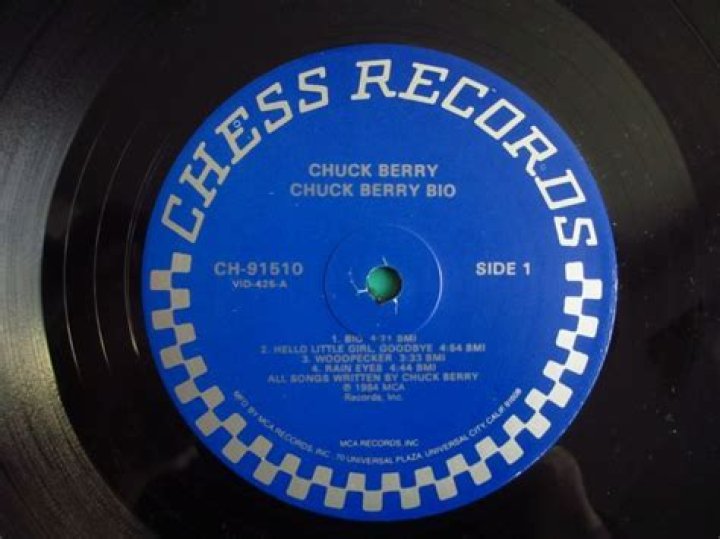 CHESS RECORDS
CHUCK BERRY
CHUCK BERRY BIO
CH-91510
VID-426-A
SIDE 1
1. BIO 4:21 BMI
2. HELLO LITTLE GIRL, GOODBYE 4:54 BMI
3. WOODPECKER 3:33 BMI
4. RAIN EYES 4:44 BMI
ALL SONGS WRITTEN BY CHUCK BERRY
℗ 1984 MCA
Records, Inc.
MCA RECORDS, INC
MFD BY MCA RECORDS, INC., 70 UNIVERSAL PLAZA, UNIVERSAL CITY, CALIF 91608